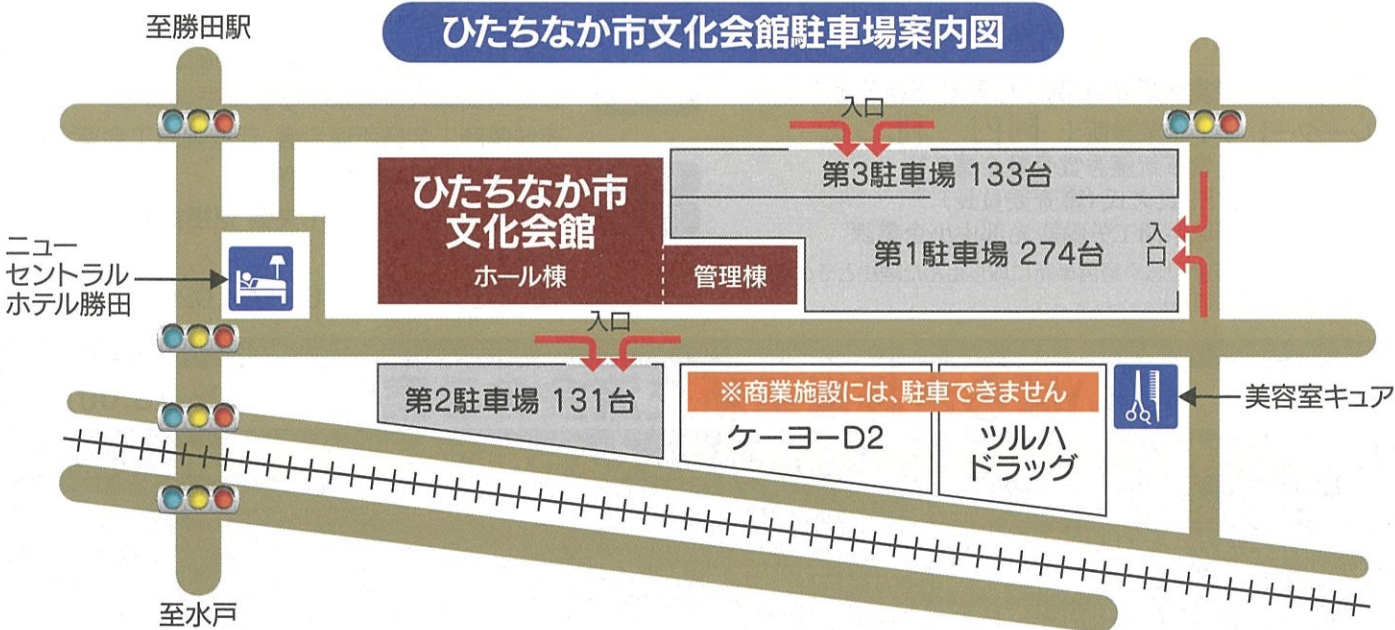 ひたちなか市文化会館駐車場案内図
至勝田駅
入口
第3駐車場 133台
ひたちなか市
文化会館
ホール棟
管理棟
第1駐車場 274台
入口
ニュー
セントラル
ホテル勝田
入口
第2駐車場 131台
※商業施設には、駐車できません
ケーヨーD2
ツルハ
ドラッグ
美容室キュア
至水戸